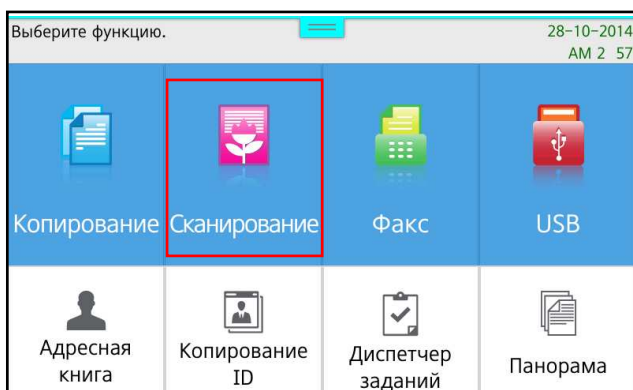 Выберите функцию.
28-10-2014
AM 2 57
Копирование
Сканирование
Факс
USB
Адресная
книга
Копирование
ID
Диспетчер
заданий
Панорама